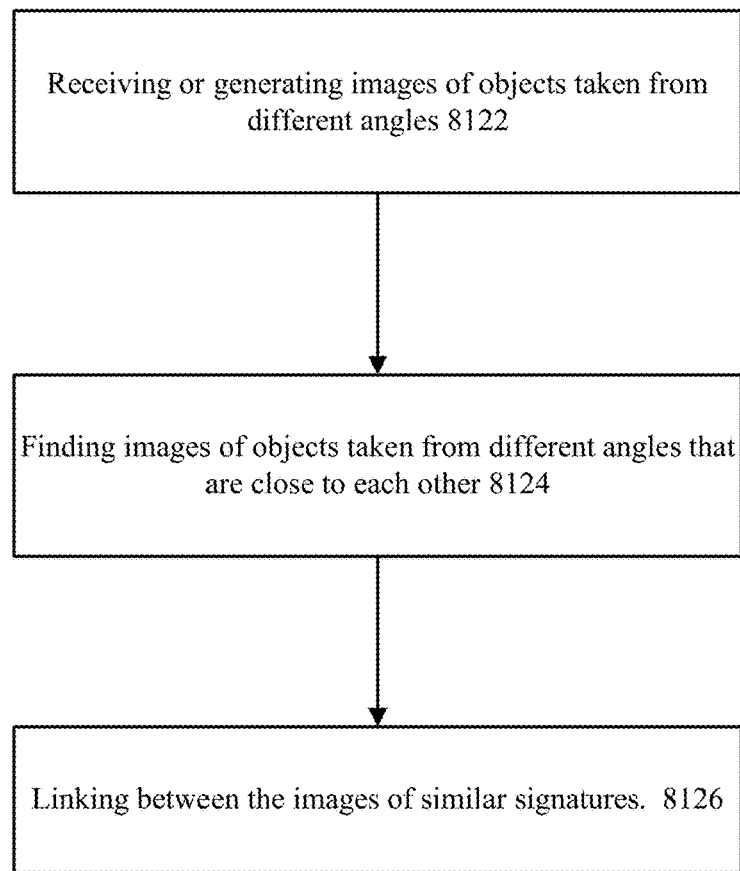 Receiving or generating images of objects taken from
different angles 8122
Finding images of objects taken from different angles that
are close to each other 8124
Linking between the images of similar signatures.  8126